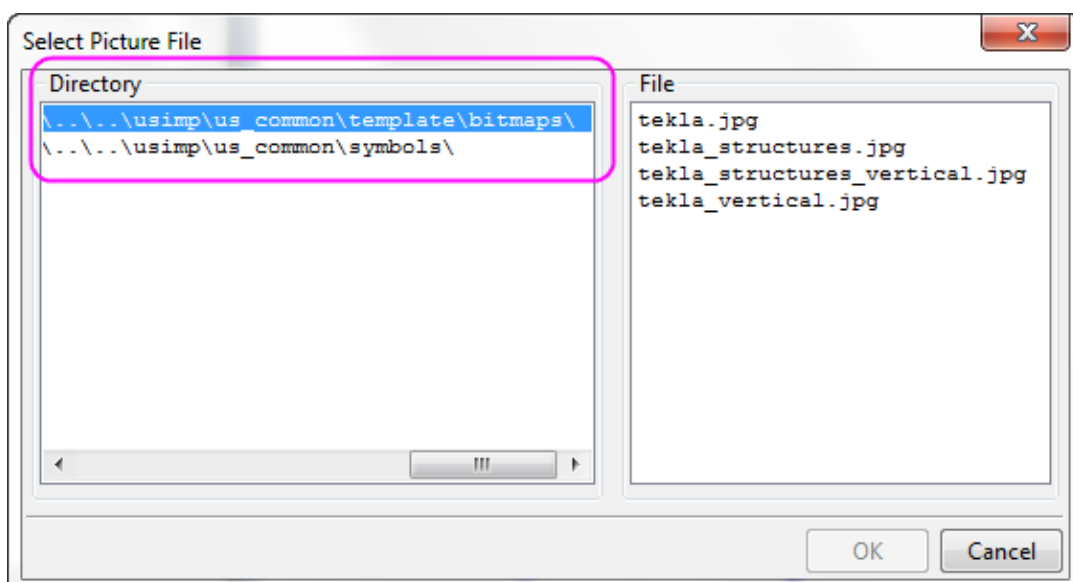 Select Picture File
Directory
\..\..\usimp\us_common\template\bitmaps\
\..\..\usimp\us_common\symbols\
File
tekla.jpg
tekla_structures.jpg
tekla_structures_vertical.jpg
tekla_vertical.jpg
OK
Cancel